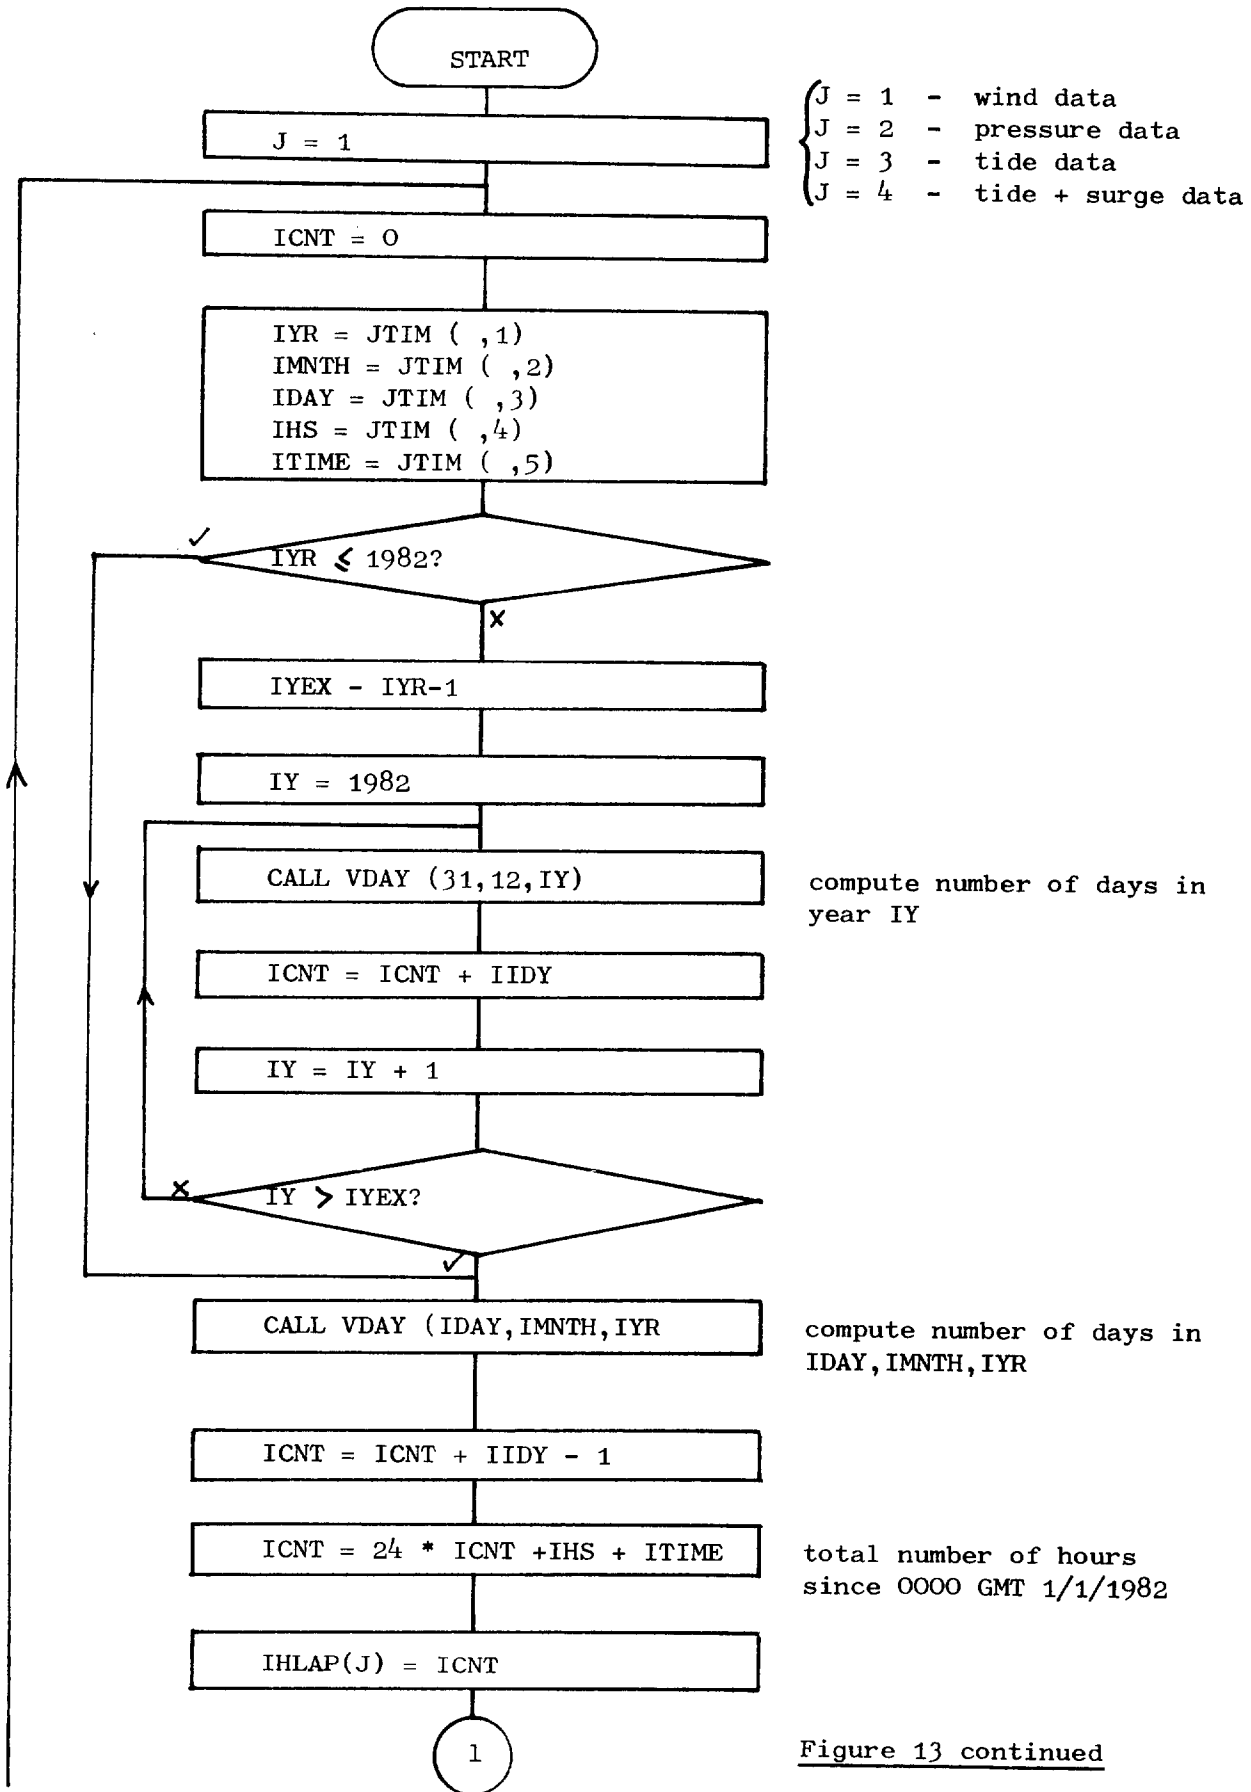 START
J = 1
J = 1 - wind data
J = 2 - pressure data
J = 3 - tide data
J = 4 - tide + surge data
ICNT = O
IYR = JTIM ( ,1)
IMNTH = JTIM ( ,2)
IDAY = JTIM ( ,3)
IHS = JTIM ( ,4)
ITIME = JTIM ( ,5)
✓
IYR ⩽ 1982?
x
IYEX - IYR-1
IY = 1982
CALL VDAY (31,12,IY)
compute number of days in
year IY
ICNT = ICNT + IIDY
IY = IY + 1
x
IY > IYEX?
✓
CALL VDAY (IDAY,IMNTH,IYR
compute number of days in
IDAY,IMNTH,IYR
ICNT = ICNT + IIDY - 1
ICNT = 24 * ICNT +IHS + ITIME
total number of hours
since OOOO GMT 1/1/1982
IHLAP(J) = ICNT
1
Figure 13 continued